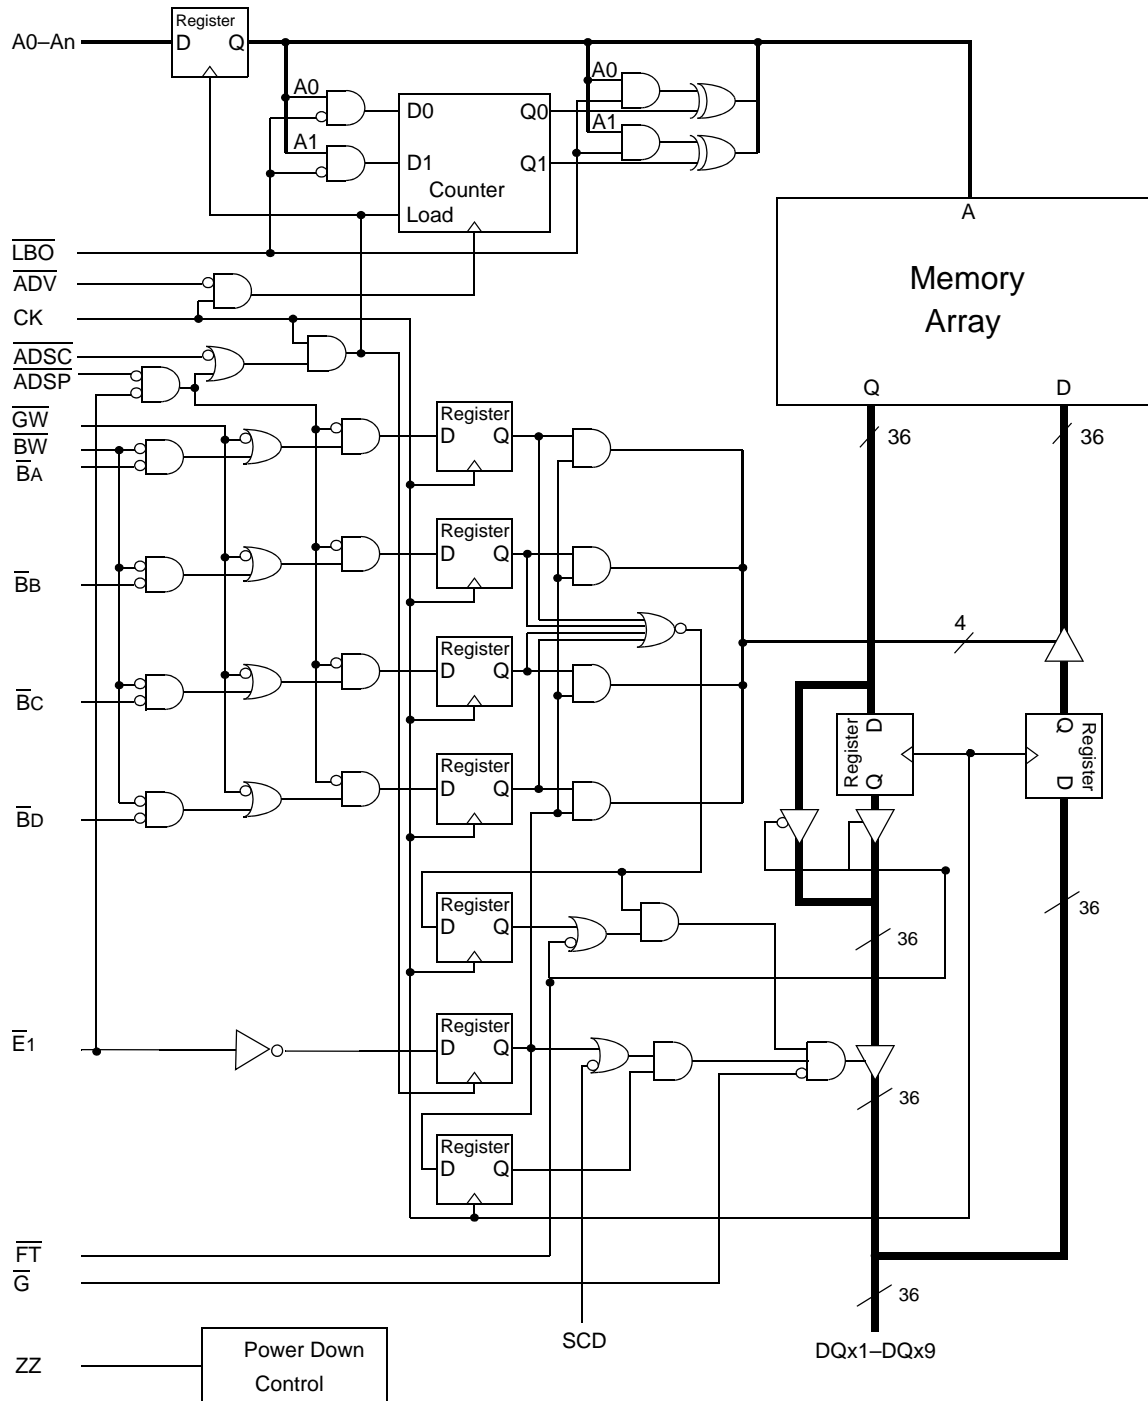 Register
A0–An
D Q
A0
A0
D0
Q0
A1
A1
D1
Q1
Counter
Load
A
LBO
ADV
Memory
Array
CK
ADSC
ADSP
Q
D
GW
BW
BA
Register
D Q
36
36
Register
D Q
BB
4
Register
D Q
BC
Register
D
Q
Q
D
Register
Register
D Q
BD
Register
D Q
36
36
Register
D Q
E1
36
Register
D Q
FT
G
36
SCD
DQx1–DQx9
ZZ
Power Down
Control